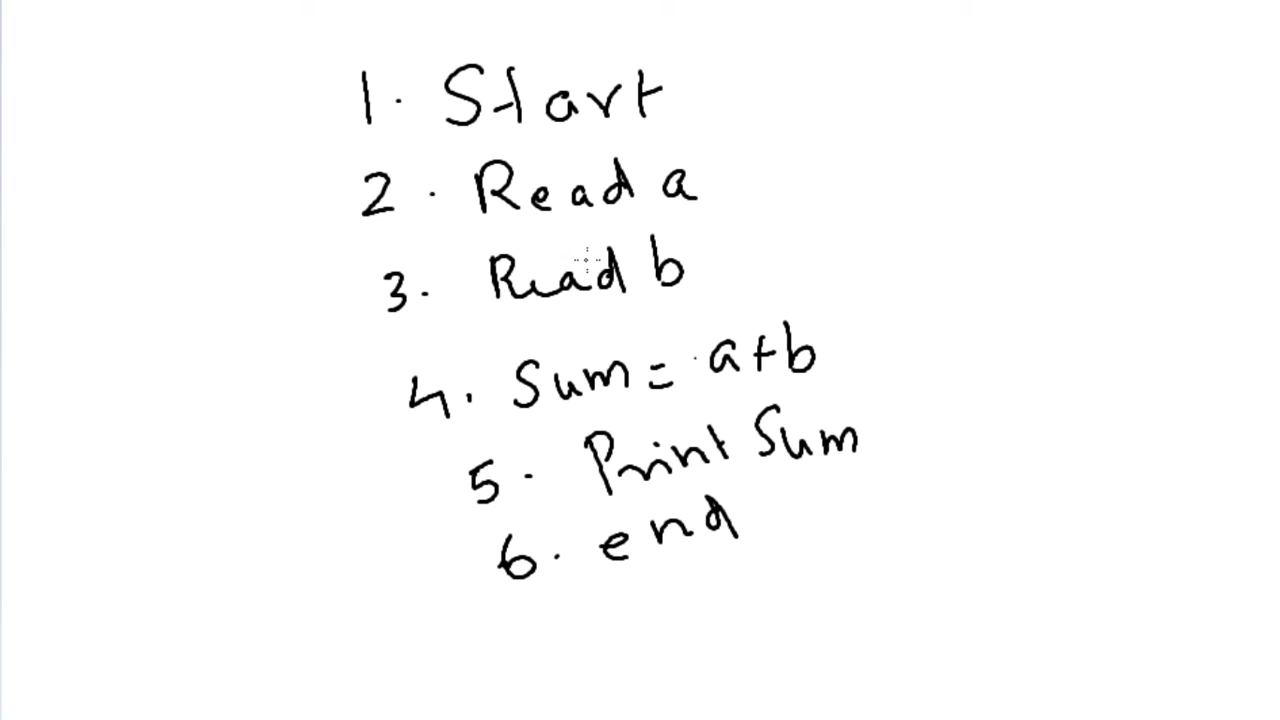 1. Start
2. Read a
3. Read b
4. Sum = a+b
5. Print Sum
6. end